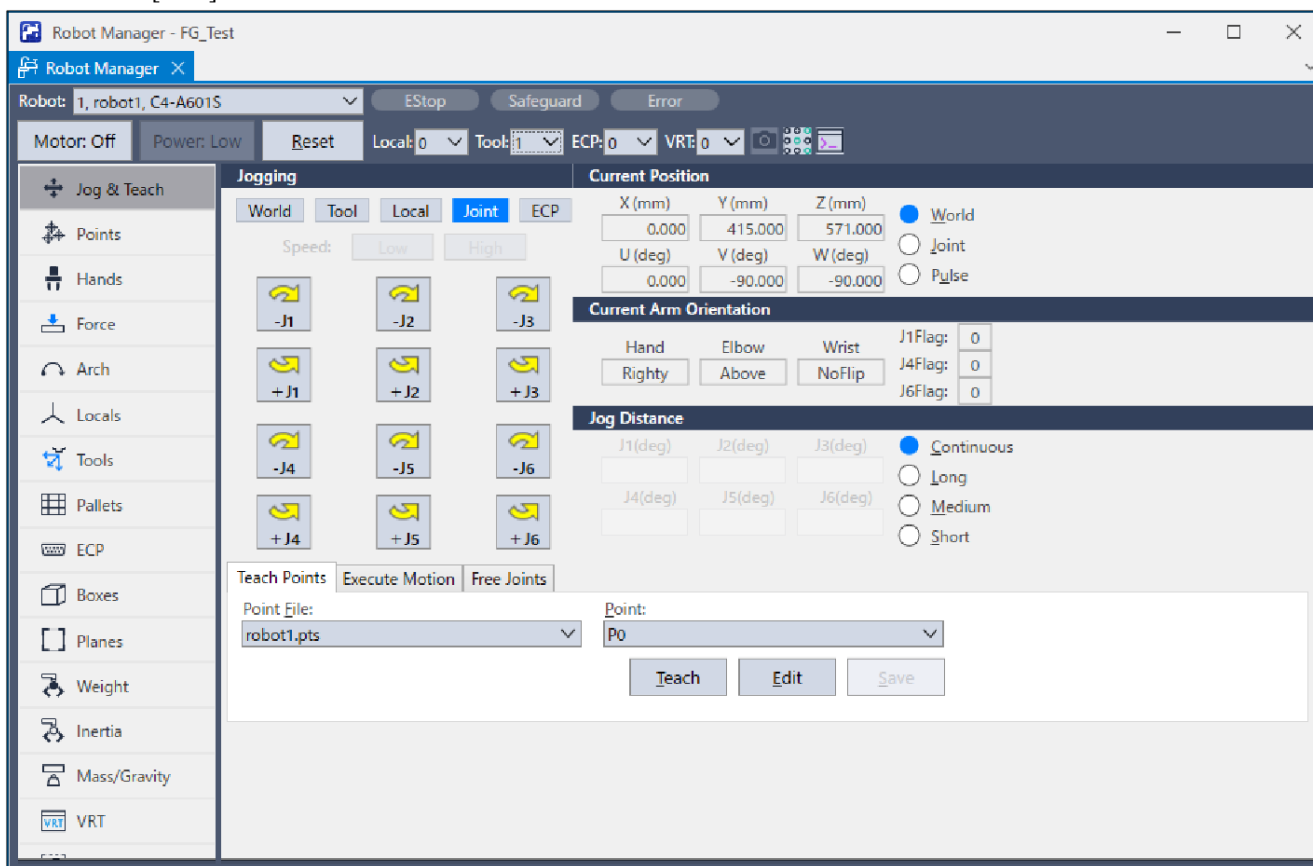 Robot Manager - FG_Test
Robot Manager
Robot: 1, robot1, C4-A601S EStop Safeguard Error
Motor: Off Power: Low Reset Local: 0 Tool: 1 ECP: 0 VRT: 0
Jog & Teach
Points
Hands
Force
Arch
Locals
Tools
Pallets
ECP
Boxes
Planes
Weight
Inertia
Mass/Gravity
VRT
Jogging
World Tool Local Joint ECP
Speed: Low High
-J1 -J2 -J3
+J1 +J2 +J3
-J4 -J5 -J6
+J4 +J5 +J6
Current Position
X (mm) Y (mm) Z (mm)
0.000 415.000 571.000
U (deg) V (deg) W (deg)
0.000 -90.000 -90.000
World
Joint
Pulse
Current Arm Orientation
Hand Elbow Wrist
Righty Above NoFlip
J1Flag: 0
J4Flag: 0
J6Flag: 0
Jog Distance
J1(deg) J2(deg) J3(deg)
J4(deg) J5(deg) J6(deg)
Continuous
Long
Medium
Short
Teach Points Execute Motion Free Joints
Point File: Point:
robot1.pts P0
Teach Edit Save